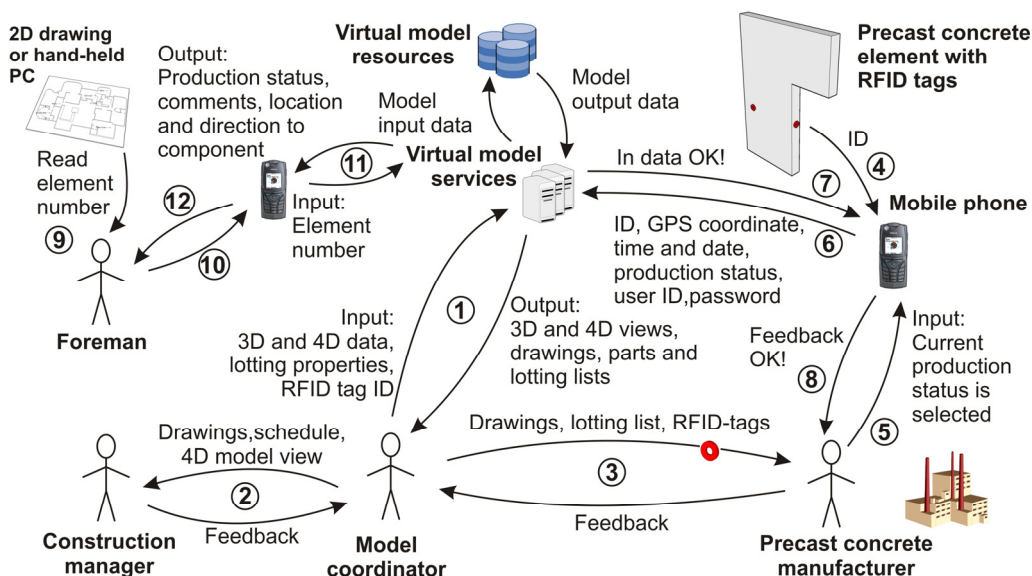 2D drawing
or hand-held
PC
Output:
Production status,
comments, location
and direction to
component
Virtual model
resources
Model
input data
Model
output data
Precast concrete
element with
RFID tags
ID
4
Read
element
number
9
12
10
11
Input:
Element
number
Virtual model
services
In data OK!
7
6
ID, GPS coordinate,
time and date,
production status,
user ID,password
Mobile phone
Foreman
Input:
3D and 4D data,
lotting properties,
RFID tag ID
1
Output:
3D and 4D views,
drawings, parts and
lotting lists
Feedback
OK!
8
Input:
Current
production
status is
selected
5
Drawings,schedule,
4D model view
2
Feedback
Drawings, lotting list, RFID-tags
3
Feedback
Construction
manager
Model
coordinator
Precast concrete
manufacturer